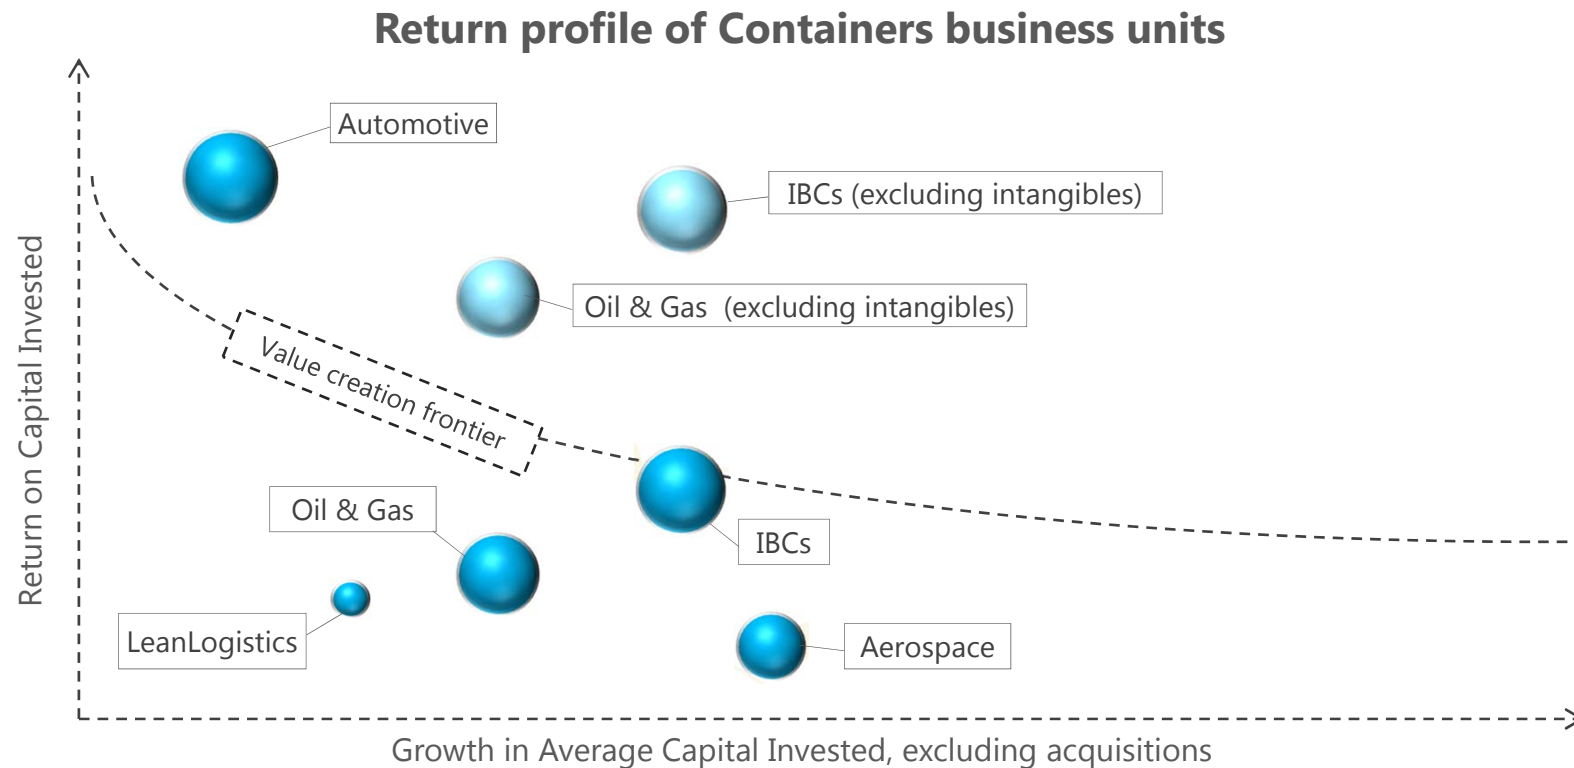 Return profile of Containers business units
Automotive
IBCs (excluding intangibles)
Oil & Gas  (excluding intangibles)
Return on Capital Invested
Value creation frontier
Oil & Gas
IBCs
LeanLogistics
Aerospace
Growth in Average Capital Invested, excluding acquisitions